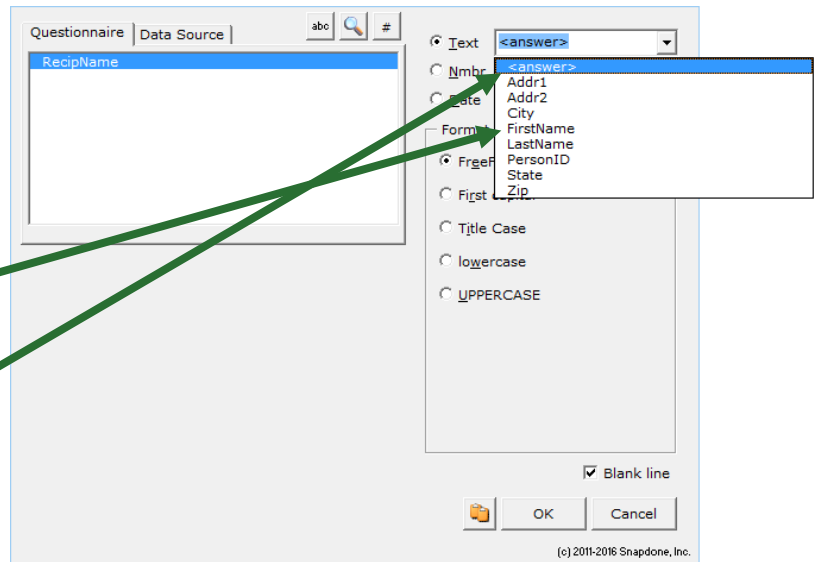 Questionnaire
Data Source
abc
#
RecipName
Text
<answer>
Nmbr
<answer>
Addr1
Addr2
City
FirstName
LastName
PersonID
State
Zip
First
Title Case
lowercase
UPPERCASE
Blank line
OK
Cancel
(c) 2011-2016 Snapdone, Inc.